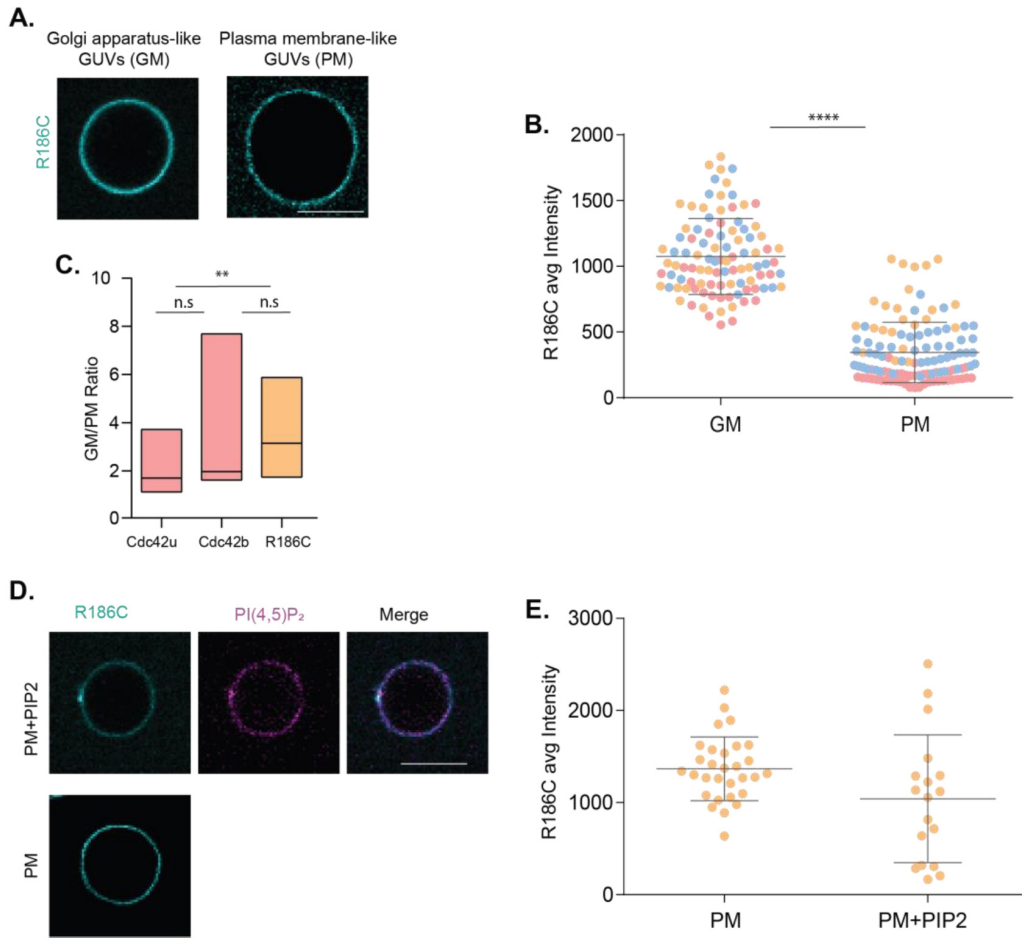 A.
Golgi apparatus-like
GUVs (GM)
Plasma membrane-like
GUVs (PM)
R186C
B.
****
2000
1500
1000
500
0
R186C avg Intensity
GM
PM
C.
**
n.s
n.s
10
8
6
4
2
0
GM/PM Ratio
Cdc42u
Cdc42b
R186C
D.
R186C
PI(4,5)P₂
Merge
PM+PIP2
PM
E.
3000
2000
1000
0
R186C avg Intensity
PM
PM+PIP2